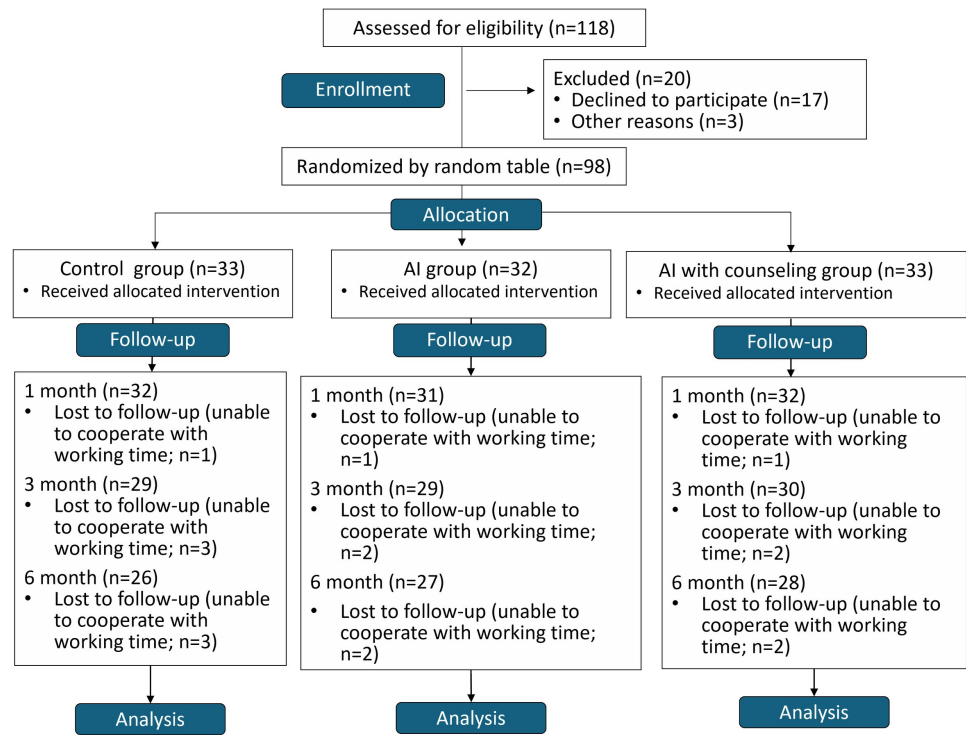 Assessed for eligibility (n=118)
Enrollment
Excluded (n=20)
• Declined to participate (n=17)
• Other reasons (n=3)
Randomized by random table (n=98)
Allocation
Control group (n=33)
• Received allocated intervention
AI group (n=32)
• Received allocated intervention
AI with counseling group (n=33)
• Received allocated intervention
Follow-up
Follow-up
Follow-up
1 month (n=32)
• Lost to follow-up (unable
to cooperate with
working time; n=1)
3 month (n=29)
• Lost to follow-up (unable
to cooperate with
working time; n=3)
6 month (n=26)
• Lost to follow-up (unable
to cooperate with
working time; n=3)
1 month (n=31)
• Lost to follow-up (unable to
cooperate with working time;
n=1)
3 month (n=29)
• Lost to follow-up (unable to
cooperate with working time;
n=2)
6 month (n=27)
• Lost to follow-up (unable to
cooperate with working time;
n=2)
1 month (n=32)
• Lost to follow-up (unable to
cooperate with working
time; n=1)
3 month (n=30)
• Lost to follow-up (unable to
cooperate with working
time; n=2)
6 month (n=28)
• Lost to follow-up (unable to
cooperate with working
time; n=2)
Analysis
Analysis
Analysis